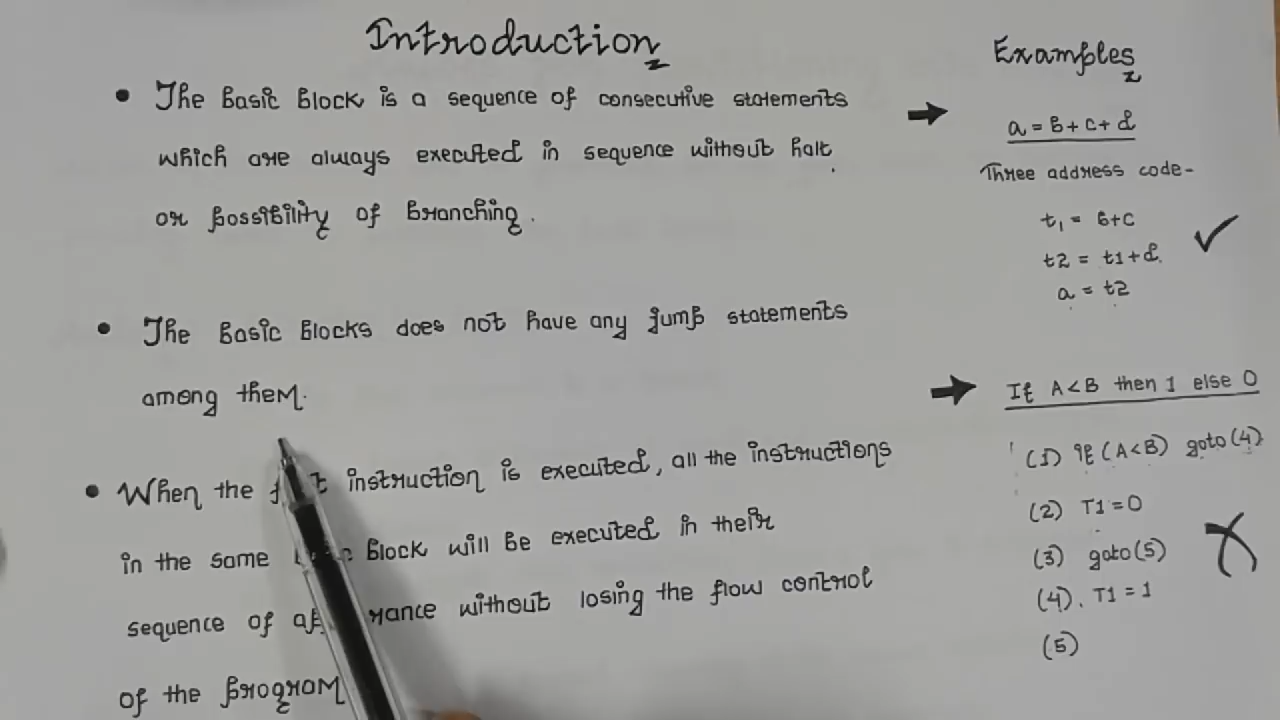 Introduction
• The Basic Block is a sequence of consecutive statements
which are always executed in sequence without halt
or possibility of Branching.
• The Basic Blocks does not have any jump statements
among them.
• When the instruction is executed, all the instructions
in the same Block will be executed in their
sequence of without losing the flow control
of the program
Examples
→ a = b + c + d
Three address code-
t1 = b+c
t2 = t1+d
a = t2
✓
→ If A<B then 1 else 0
(1) if (A<B) goto(4)
(2) T1=0
(3) goto(5)
(4). T1 = 1
(5)